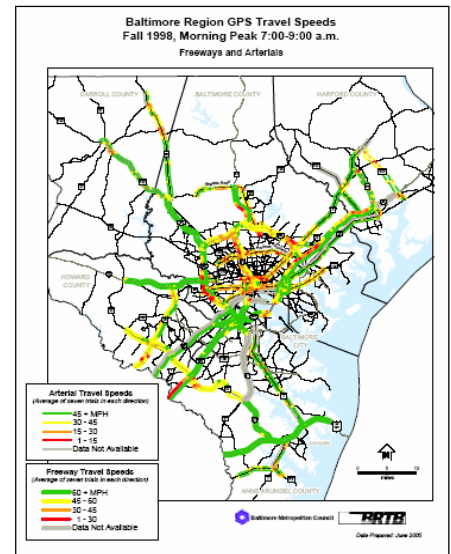 Baltimore Region GPS Travel Speeds
Fall 1998, Morning Peak 7:00-9:00 a.m.
Freeways and Arterials
CARROLL COUNTY
BALTIMORE COUNTY
HARFORD COUNTY
HOWARD COUNTY
BALTIMORE CITY
Annapolis
ANNE ARUNDEL COUNTY
Arterial Travel Speeds
(Average of seven trials in each direction)
45 + MPH
30 - 45
15 - 30
1 - 15
Data Not Available
Freeway Travel Speeds
(Average of seven trials in each direction)
60 + MPH
45 - 60
30 - 45
1 - 30
Data Not Available
N
miles
Baltimore Metropolitan Council
BRTB
Date Prepared: June 2005